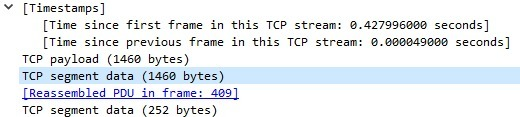 [Timestamps]
[Time since first frame in this TCP stream: 0.427996000 seconds]
[Time since previous frame in this TCP stream: 0.000049000 seconds]
TCP payload (1460 bytes)
TCP segment data (1460 bytes)
[Reassembled PDU in frame: 409]
TCP segment data (252 bytes)